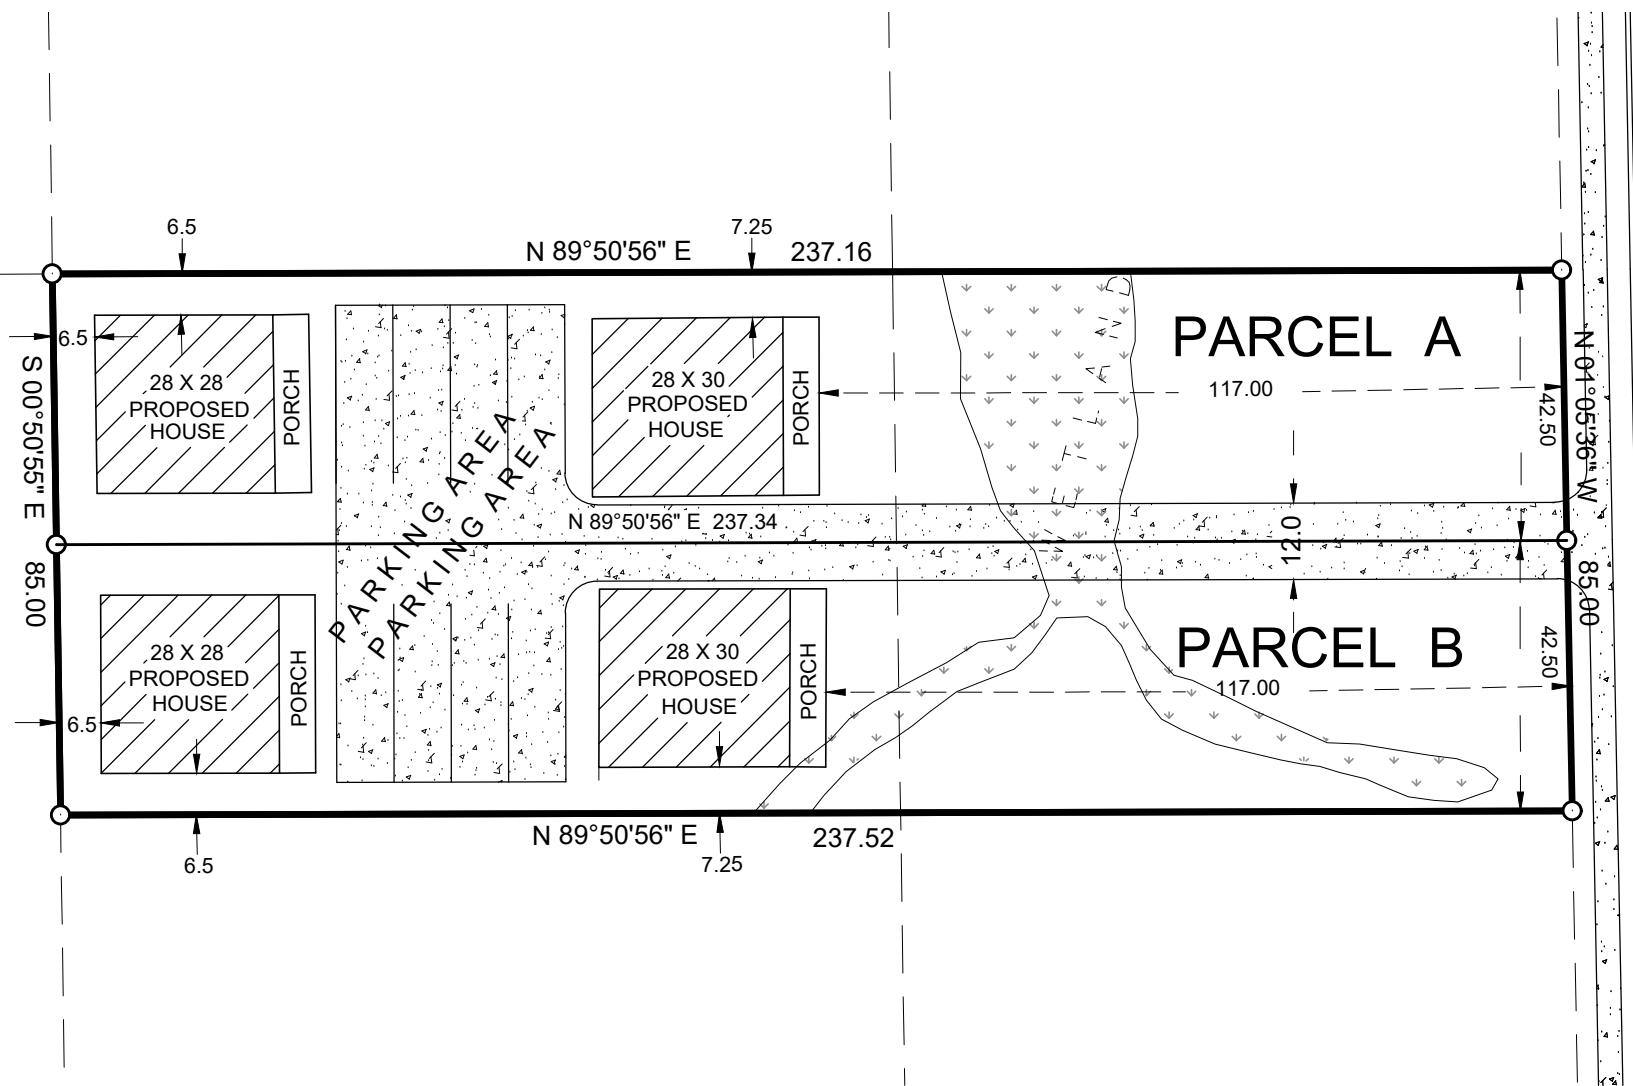 6.5
7.25
N 89°50'56" E 237.16
6.5
28 X 28
PROPOSED
HOUSE
PORCH
28 X 30
PROPOSED
HOUSE
PORCH
WETLAND
PARCEL A
117.00
42.50
N 01°05'36" W
S 00°50'55" E
PARKING AREA
PARKING AREA
N 89°50'56" E 237.34
12.0
85.00
85.00
28 X 28
PROPOSED
HOUSE
PORCH
6.5
28 X 30
PROPOSED
HOUSE
PORCH
PARCEL B
117.00
42.50
N 89°50'56" E 237.52
6.5
7.25